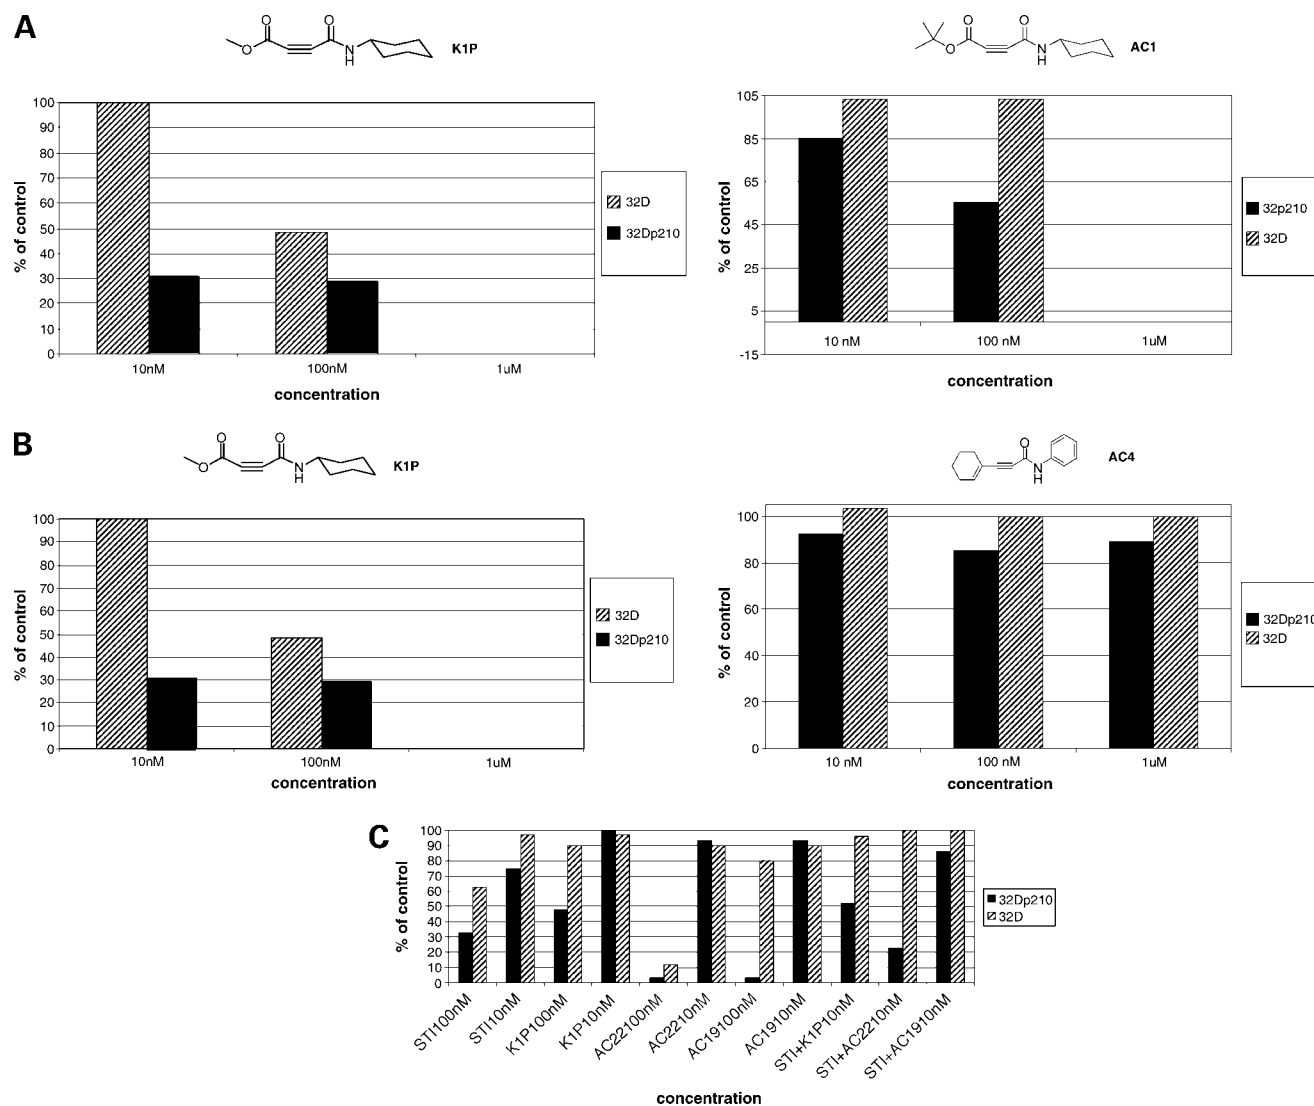 A
O O
O N H
K1P
O O
O N H
AC1
% of control
100
90
80
70
60
50
40
30
20
10
0
10nM 100nM 1uM
concentration
32D
32Dp210
% of control
105
85
65
45
25
5
-15
10 nM 100 nM 1uM
concentration
32p210
32D
B
O O
O N H
K1P
O
N H
AC4
% of control
100
90
80
70
60
50
40
30
20
10
0
10nM 100nM 1uM
concentration
32D
32Dp210
% of control
100
80
60
40
20
0
10 nM 100 nM 1uM
concentration
32Dp210
32D
C
% of control
100
90
80
70
60
50
40
30
20
10
0
STI100nM
STI10nM
K1P100nM
K1P10nM
AC22100nM
AC2210nM
AC19100nM
AC1910nM
STI+K1P10nM
STI+AC2210nM
STI+AC1910nM
concentration
32Dp210
32D